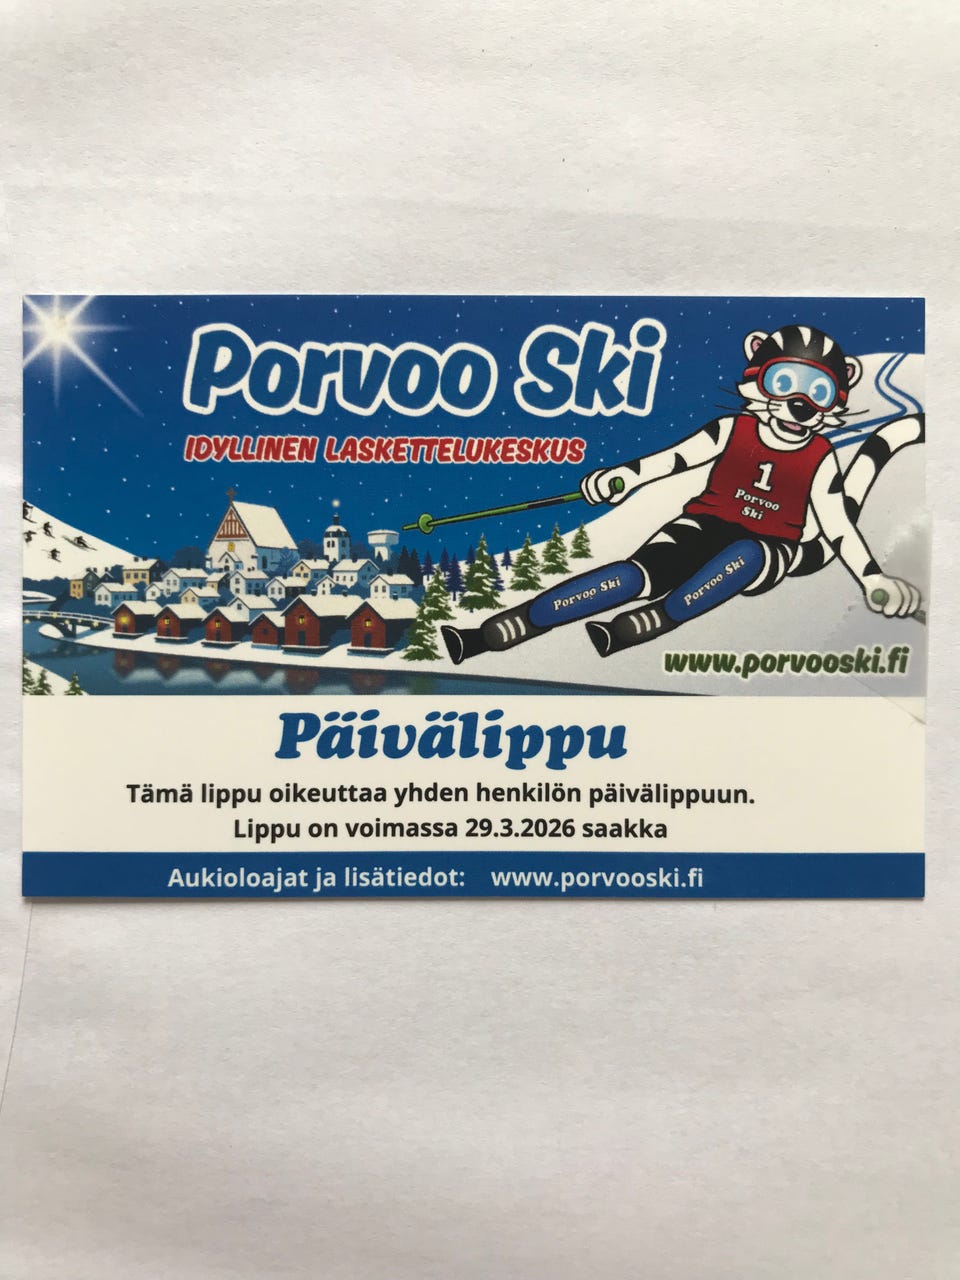 Porvoo Ski
IDYLLINEN LASKETTELUKESKUS
1
Porvoo
Ski
Porvoo Ski
Porvoo Ski
www.porvooski.fi
Päivälippu
Tämä lippu oikeuttaa yhden henkilön päivälippuun.
Lippu on voimassa 29.3.2026 saakka
Aukioloajat ja lisätiedot: www.porvooski.fi